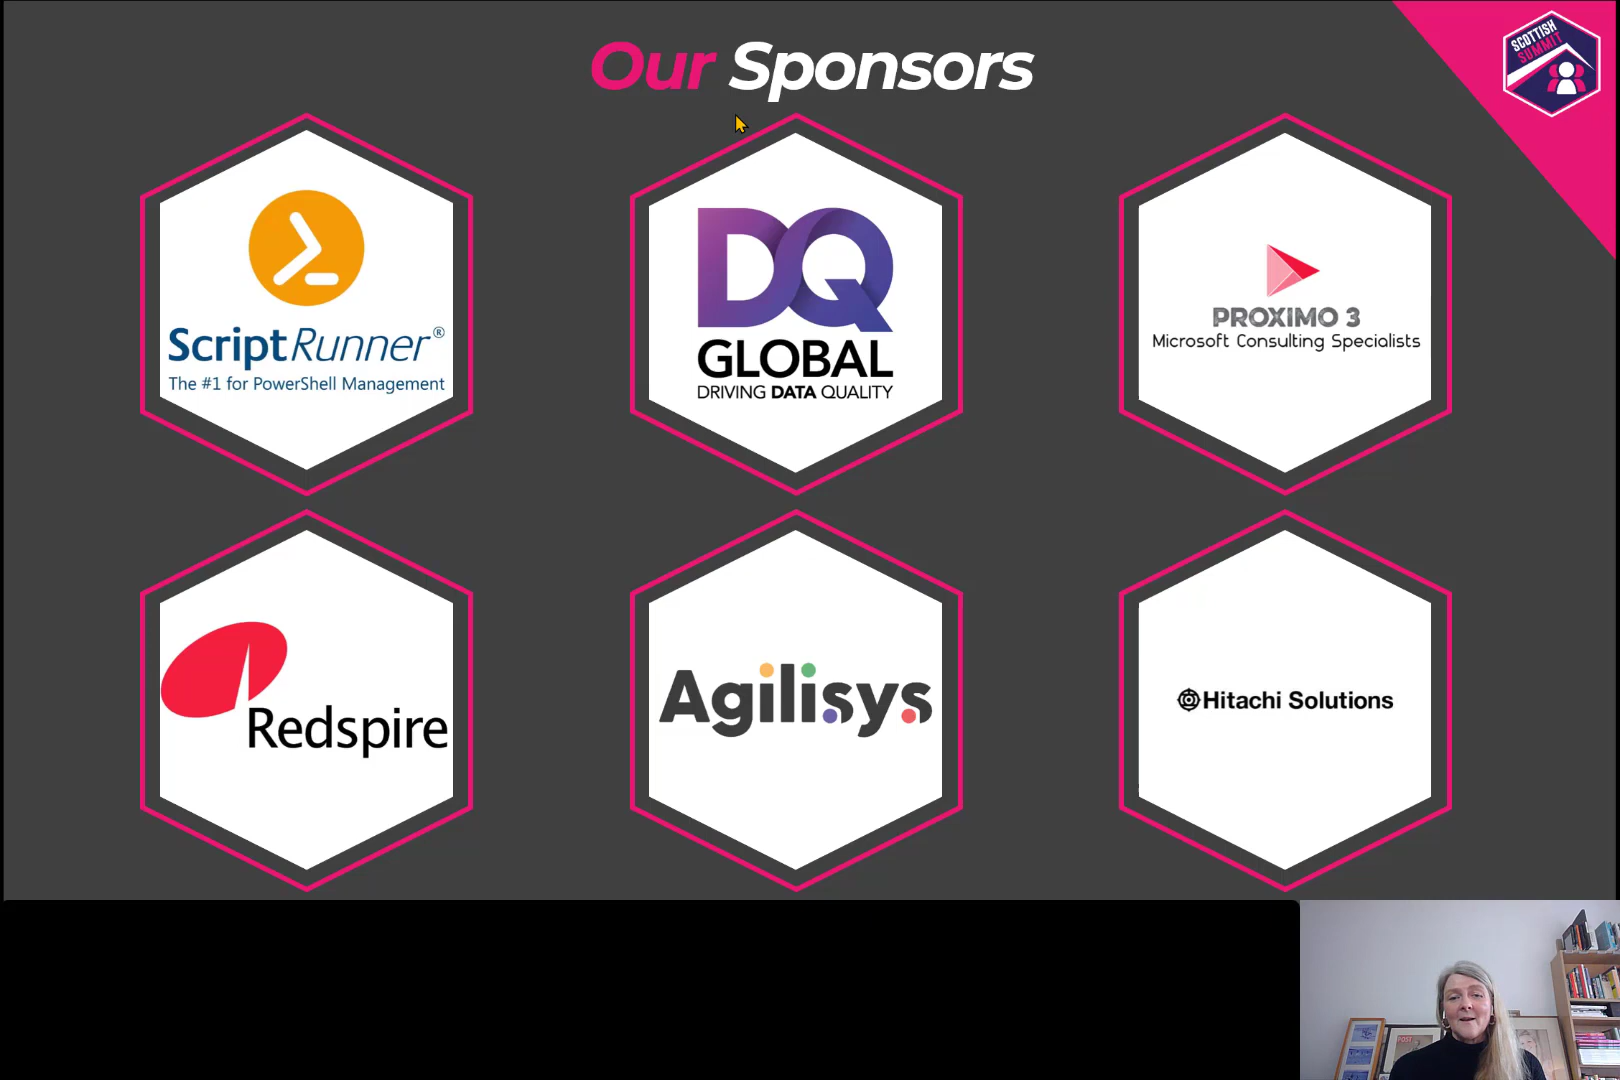 Our Sponsors
SCOTTISH
SUMMIT
ScriptRunner®
The #1 for PowerShell Management
DQ
GLOBAL
DRIVING DATA QUALITY
PROXIMO 3
Microsoft Consulting Specialists
Redspire
Agilisys
Hitachi Solutions
POST